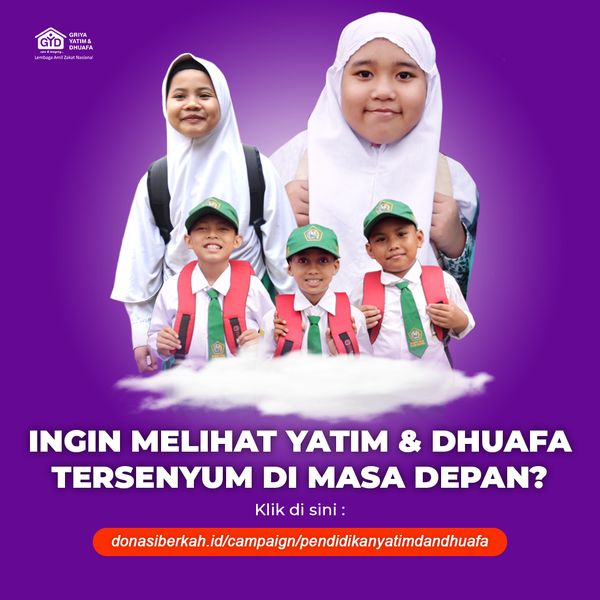 GYD
GRIYA
YATIM &
DHUAFA
Lembaga Amil Zakat Nasional
INGIN MELIHAT YATIM & DHUAFA
TERSENYUM DI MASA DEPAN?
Klik di sini :
donasiberkah.id/campaign/pendidikanyatimdandhuafa